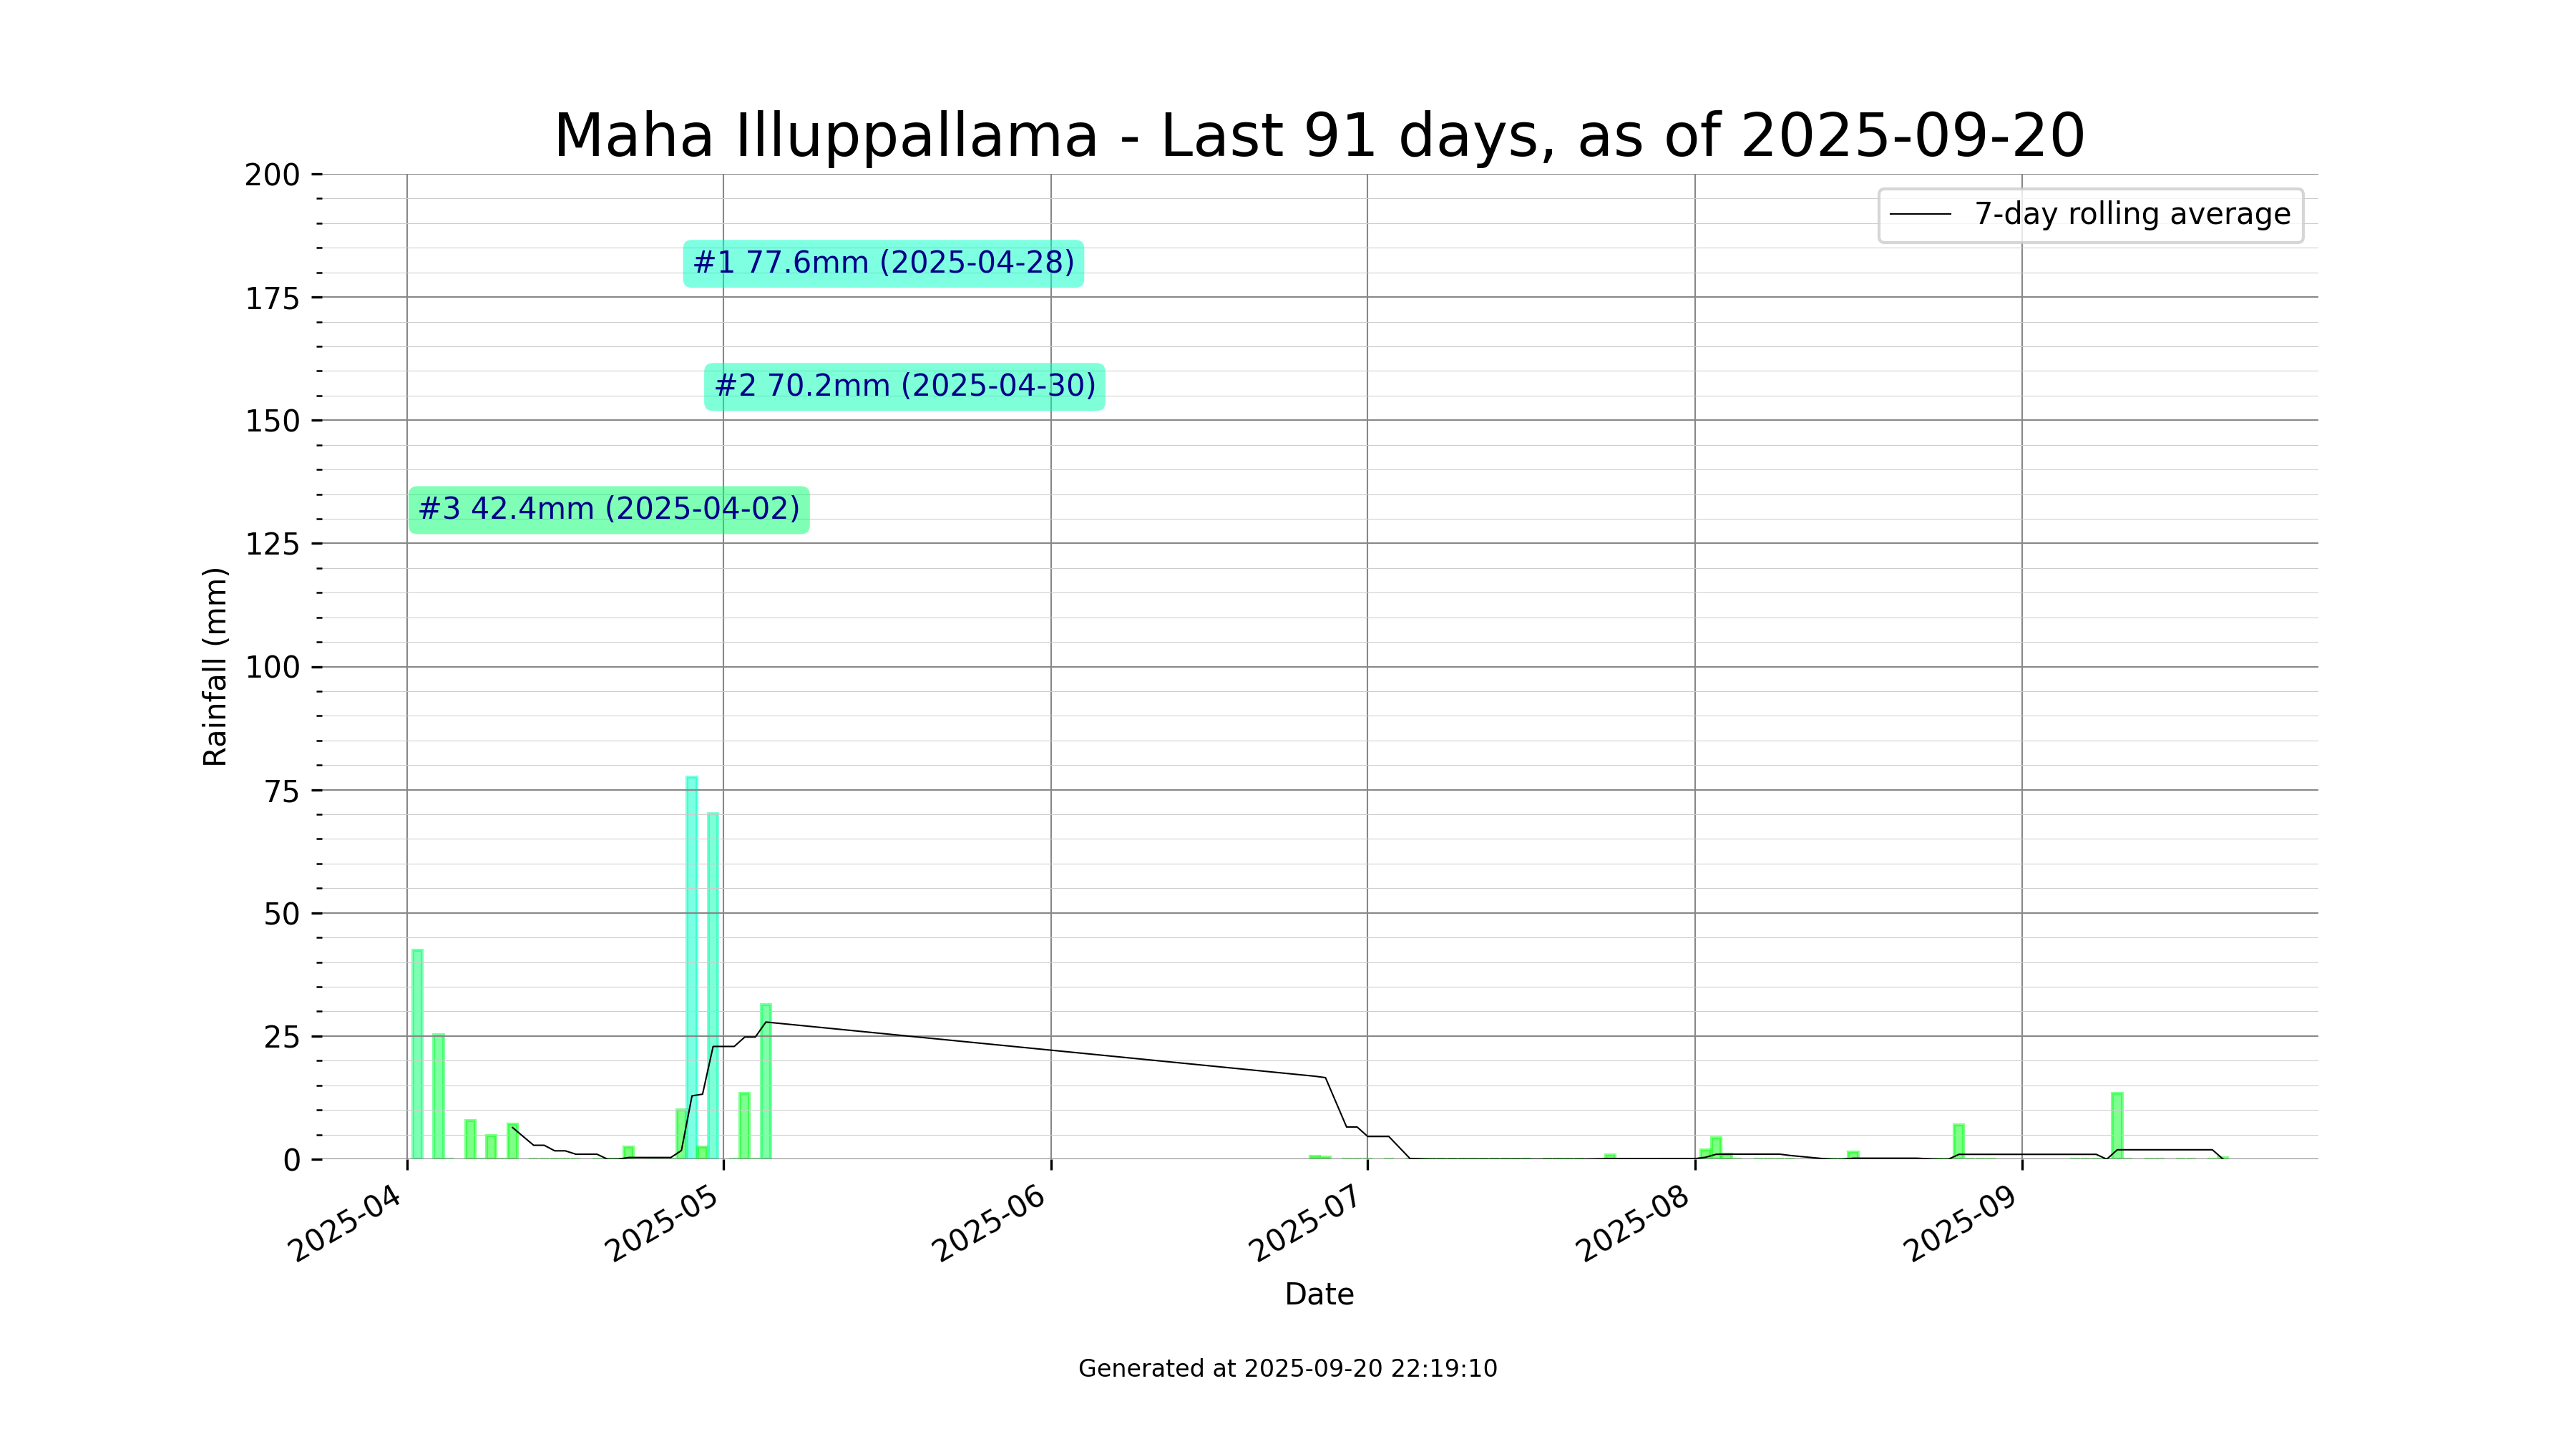 Maha Illuppallama - Last 91 days, as of 2025-09-20
200
175
150
125
100
75
50
25
0
Rainfall (mm)
7-day rolling average
#1 77.6mm (2025-04-28)
#2 70.2mm (2025-04-30)
#3 42.4mm (2025-04-02)
2025-04
2025-05
2025-06
2025-07
2025-08
2025-09
Date
Generated at 2025-09-20 22:19:10